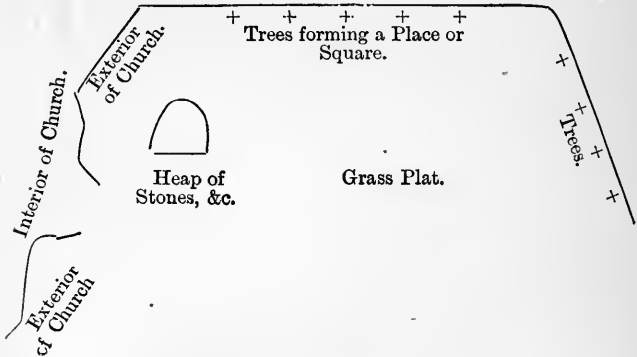 Trees forming a Place or
Square.
Exterior
of Church.
Interior of Church.
Trees.
Heap of
Stones, &c.
Grass Plat.
Exterior
of Church